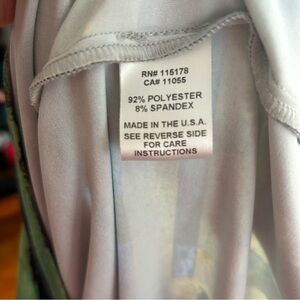 RN# 115178
CA# 11055
92% POLYESTER
8% SPANDEX
MADE IN THE U.S.A.
SEE REVERSE SIDE
FOR CARE
INSTRUCTIONS